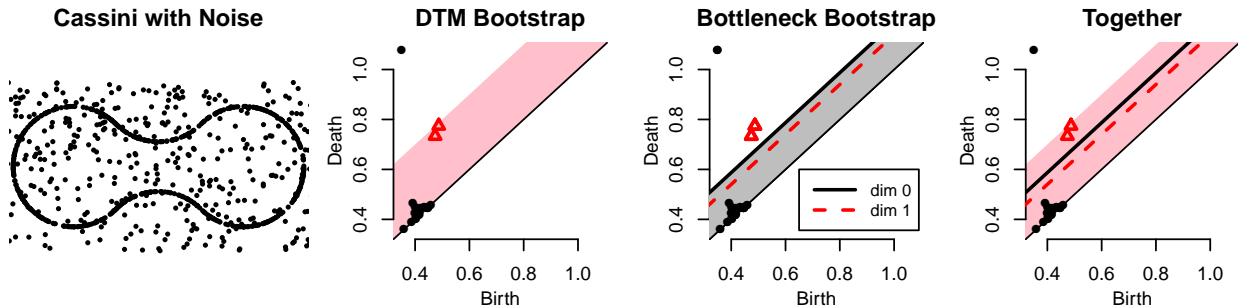 Cassini with Noise
DTM Bootstrap
Death
0.4 0.6 0.8 1.0
0.4 0.6 0.8 1.0
Birth
Bottleneck Bootstrap
Death
0.4 0.6 0.8 1.0
dim 0
dim 1
0.4 0.6 0.8 1.0
Birth
Together
Death
0.4 0.6 0.8 1.0
0.4 0.6 0.8 1.0
Birth